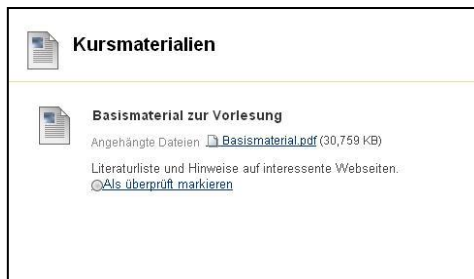 Kursmaterialien
Basismaterial zur Vorlesung
Angehängte Dateien Basismaterial.pdf (30,759 KB)
Literaturliste und Hinweise auf interessente Webseiten.
Als überprüft markieren